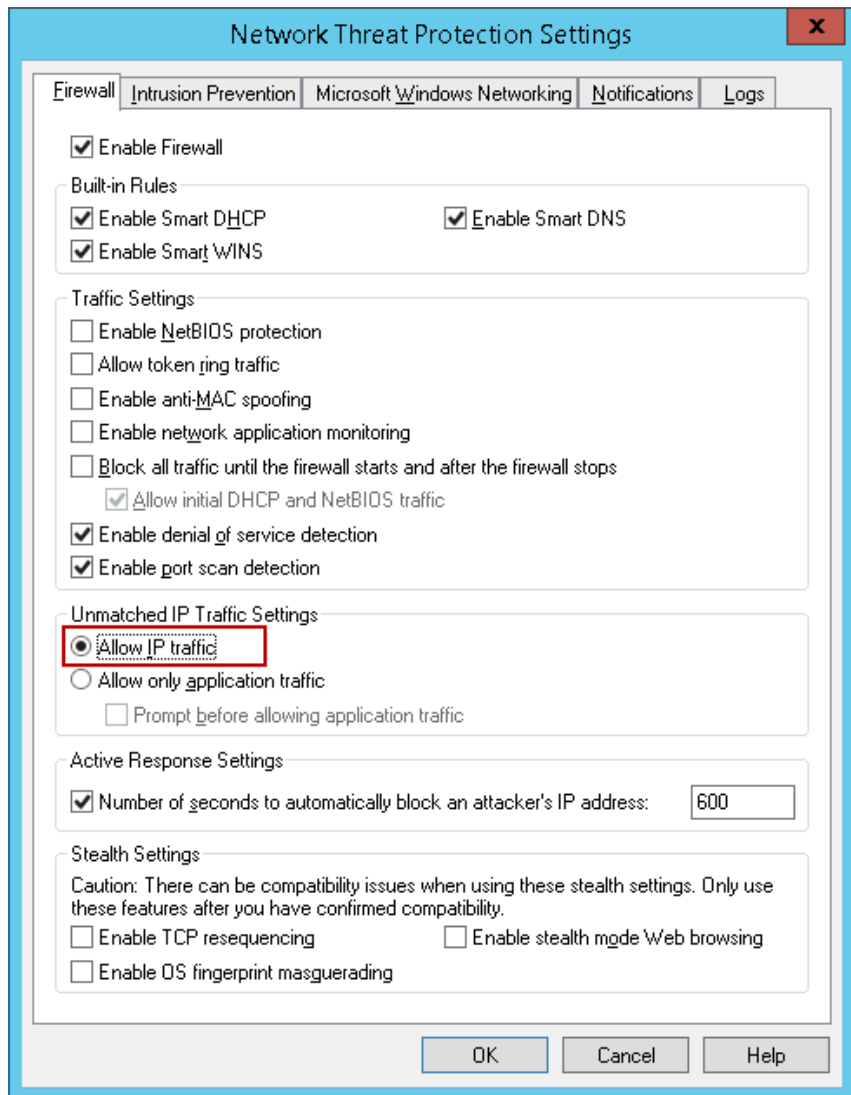 Network Threat Protection Settings
x
Firewall
Intrusion Prevention
Microsoft Windows Networking
Notifications
Logs
Enable Firewall
Built-in Rules
Enable Smart DHCP
Enable Smart DNS
Enable Smart WINS
Traffic Settings
Enable NetBIOS protection
Allow token ring traffic
Enable anti-MAC spoofing
Enable network application monitoring
Block all traffic until the firewall starts and after the firewall stops
Allow initial DHCP and NetBIOS traffic
Enable denial of service detection
Enable port scan detection
Unmatched IP Traffic Settings
Allow IP traffic
Allow only application traffic
Prompt before allowing application traffic
Active Response Settings
Number of seconds to automatically block an attacker's IP address:
600
Stealth Settings
Caution: There can be compatibility issues when using these stealth settings. Only use
these features after you have confirmed compatibility.
Enable TCP resequencing
Enable stealth mode Web browsing
Enable OS fingerprint masquerading
OK
Cancel
Help